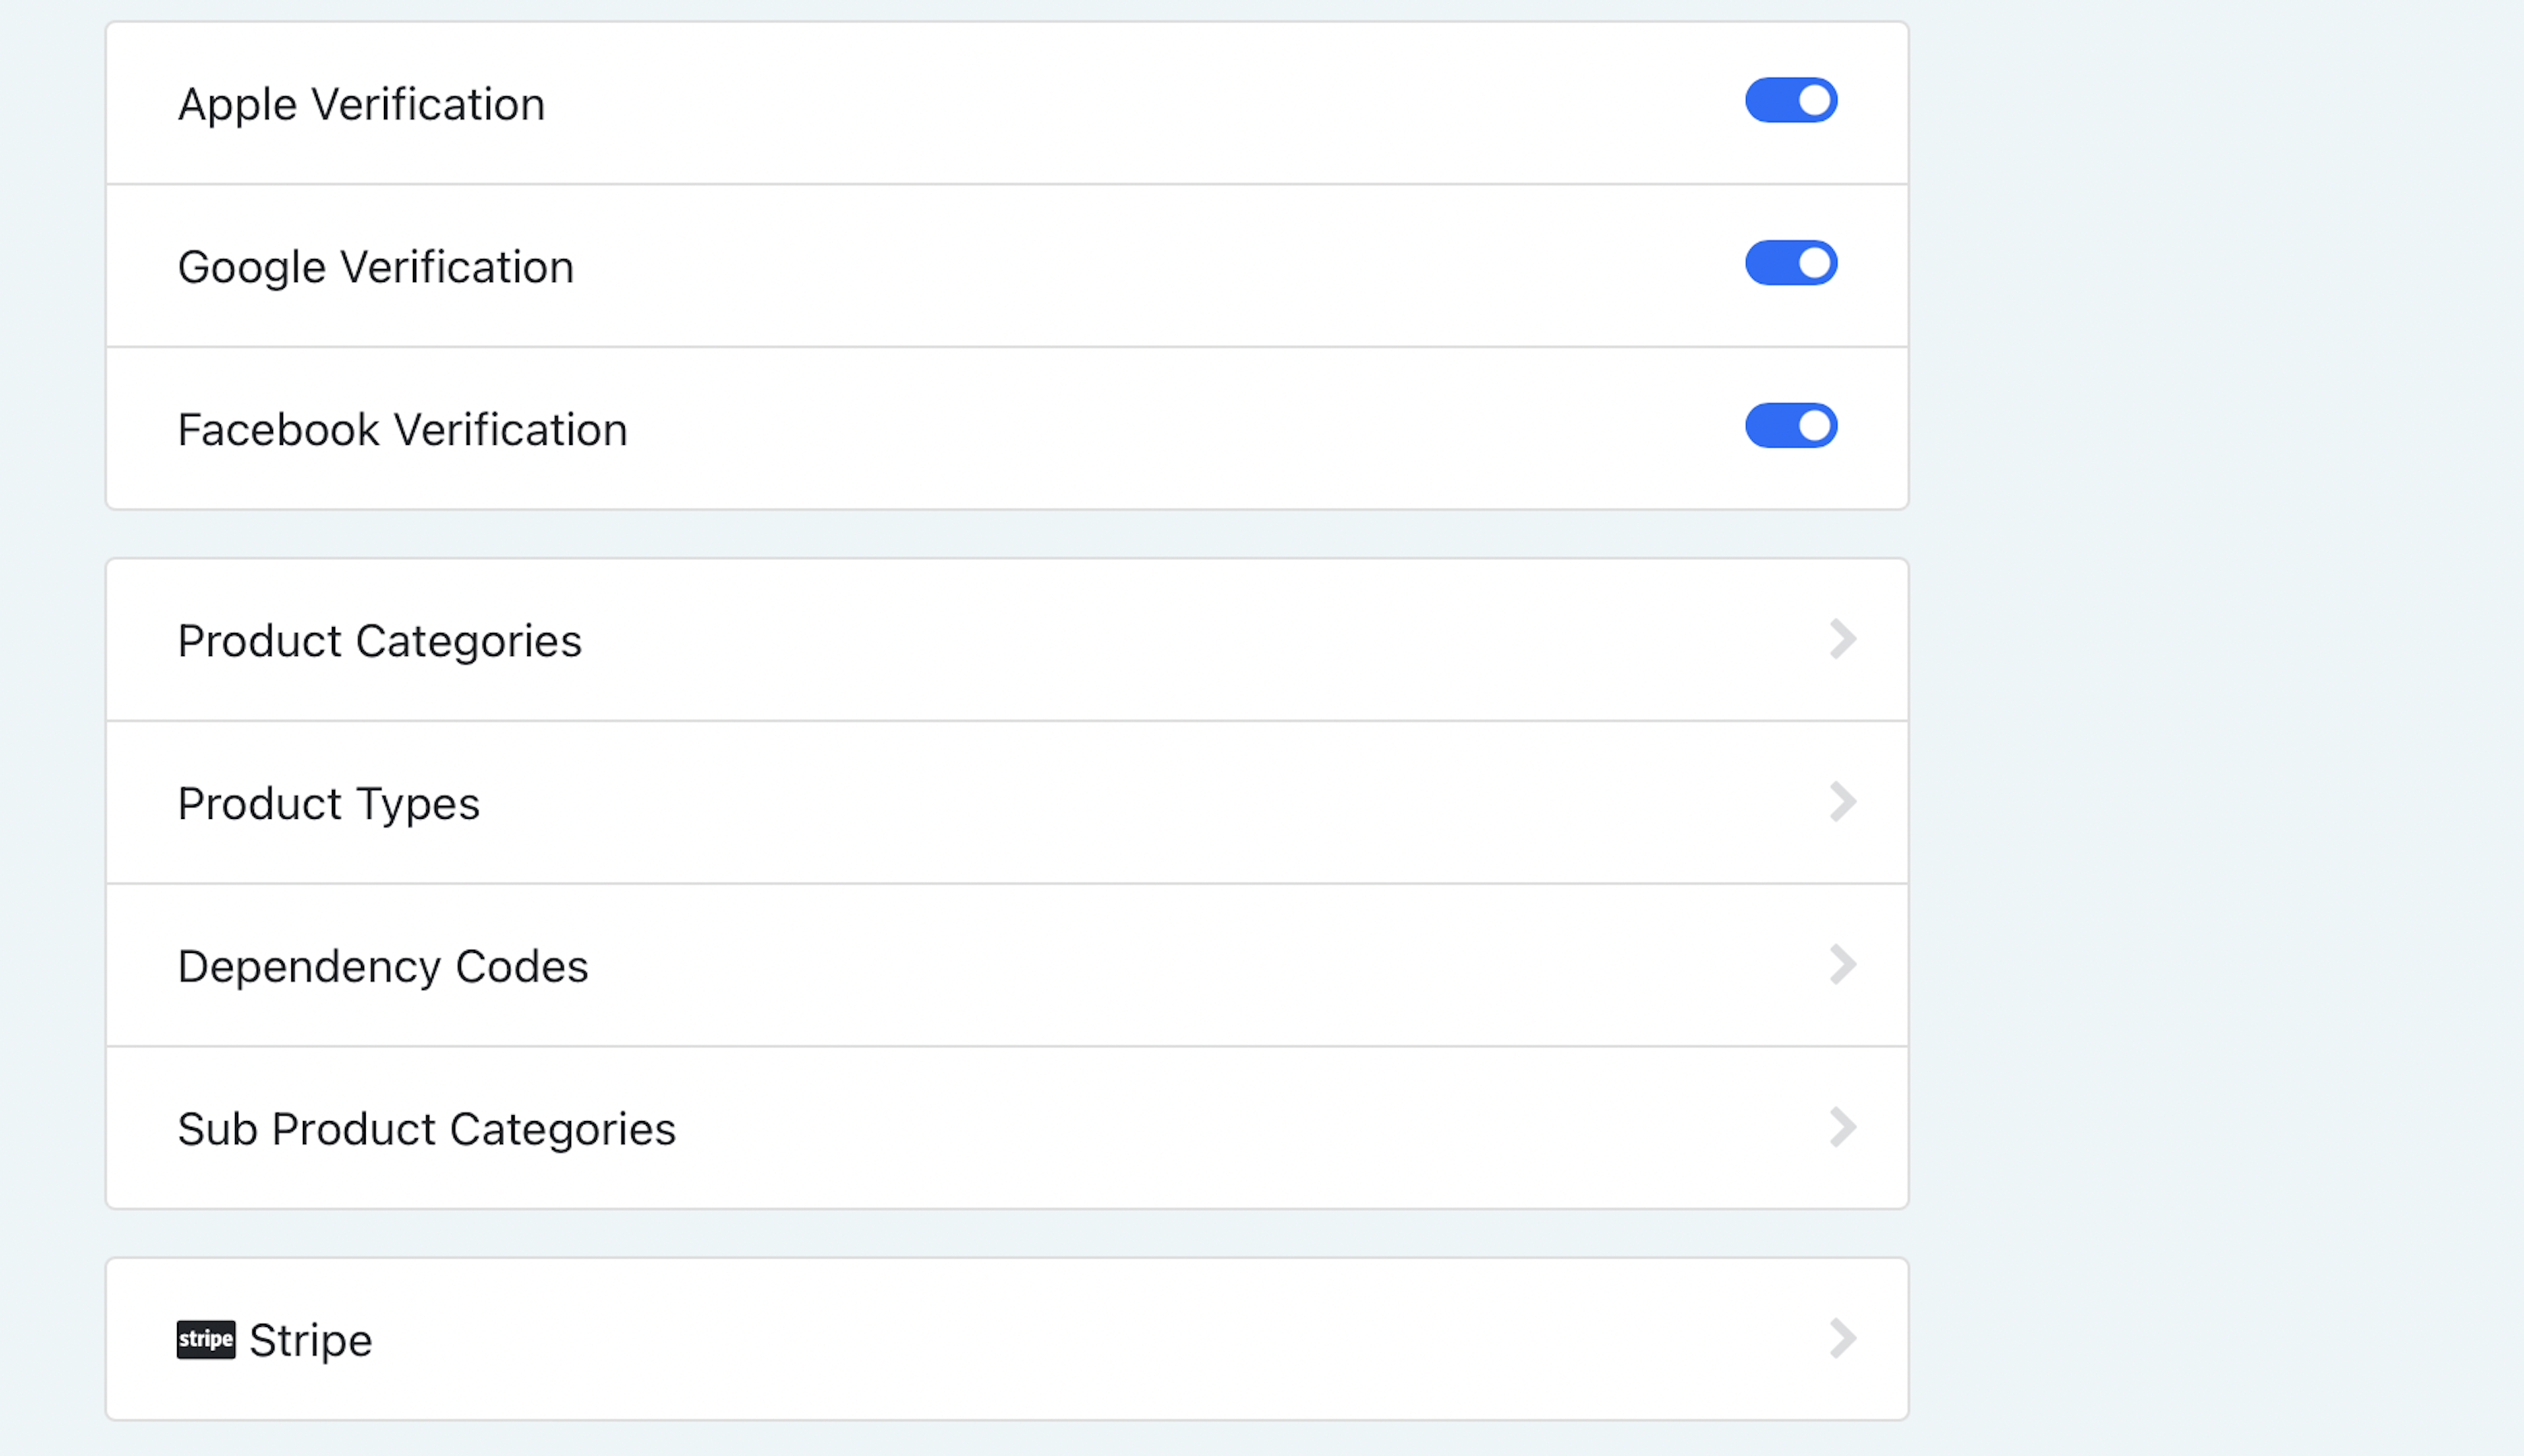 Apple Verification
Google Verification
Facebook Verification
Product Categories
Product Types
Dependency Codes
Sub Product Categories
stripe Stripe